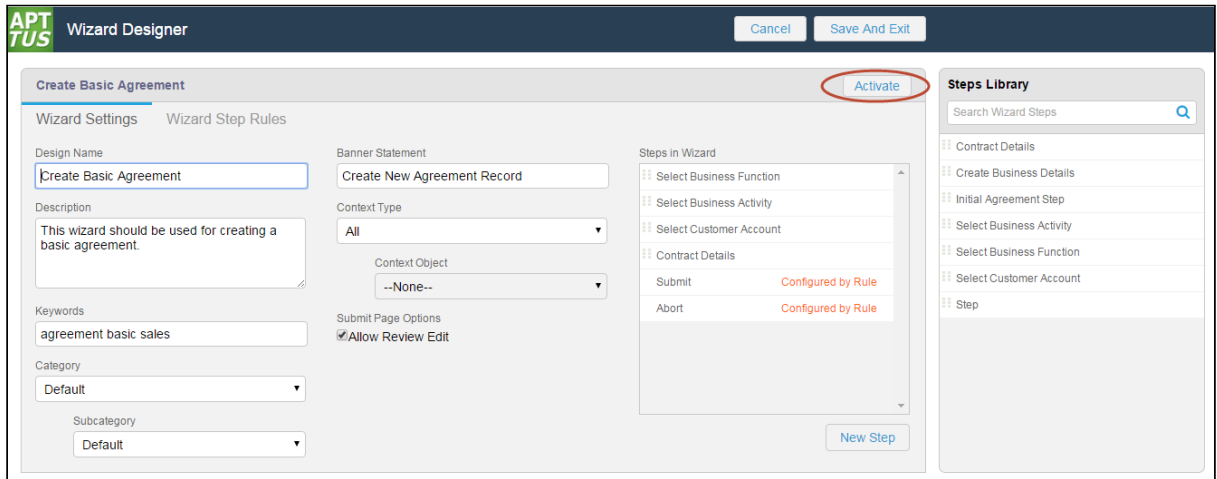 APT
TUS
Wizard Designer
Cancel
Save And Exit
Create Basic Agreement
Activate
Wizard Settings
Wizard Step Rules
Design Name
Create Basic Agreement
Description
This wizard should be used for creating a
basic agreement.
Keywords
agreement basic sales
Category
Default
Subcategory
Default
Banner Statement
Create New Agreement Record
Context Type
All
Context Object
--None--
Submit Page Options
Allow Review Edit
Steps in Wizard
Select Business Function
Select Business Activity
Select Customer Account
Contract Details
Submit Configured by Rule
Abort Configured by Rule
New Step
Steps Library
Search Wizard Steps
Contract Details
Create Business Details
Initial Agreement Step
Select Business Activity
Select Business Function
Select Customer Account
Step